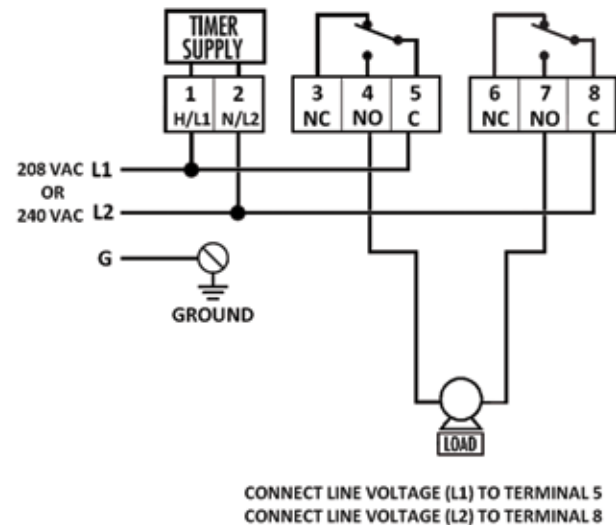 TIMER
SUPPLY
1 2
H/L1 N/L2
3 4 5
NC NO C
6 7 8
NC NO C
208 VAC L1
OR
240 VAC L2
G
GROUND
LOAD
CONNECT LINE VOLTAGE (L1) TO TERMINAL 5
CONNECT LINE VOLTAGE (L2) TO TERMINAL 8